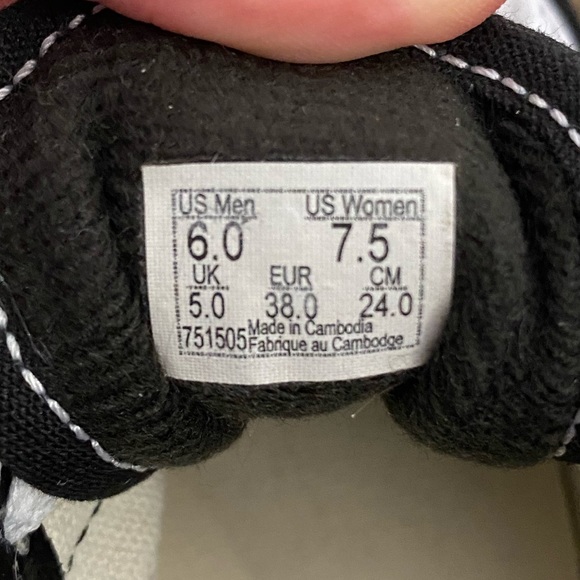 US Men US Women
6.0 7.5
UK EUR CM
5.0 38.0 24.0
751505 Made in Cambodia
Fabrique au Cambodge